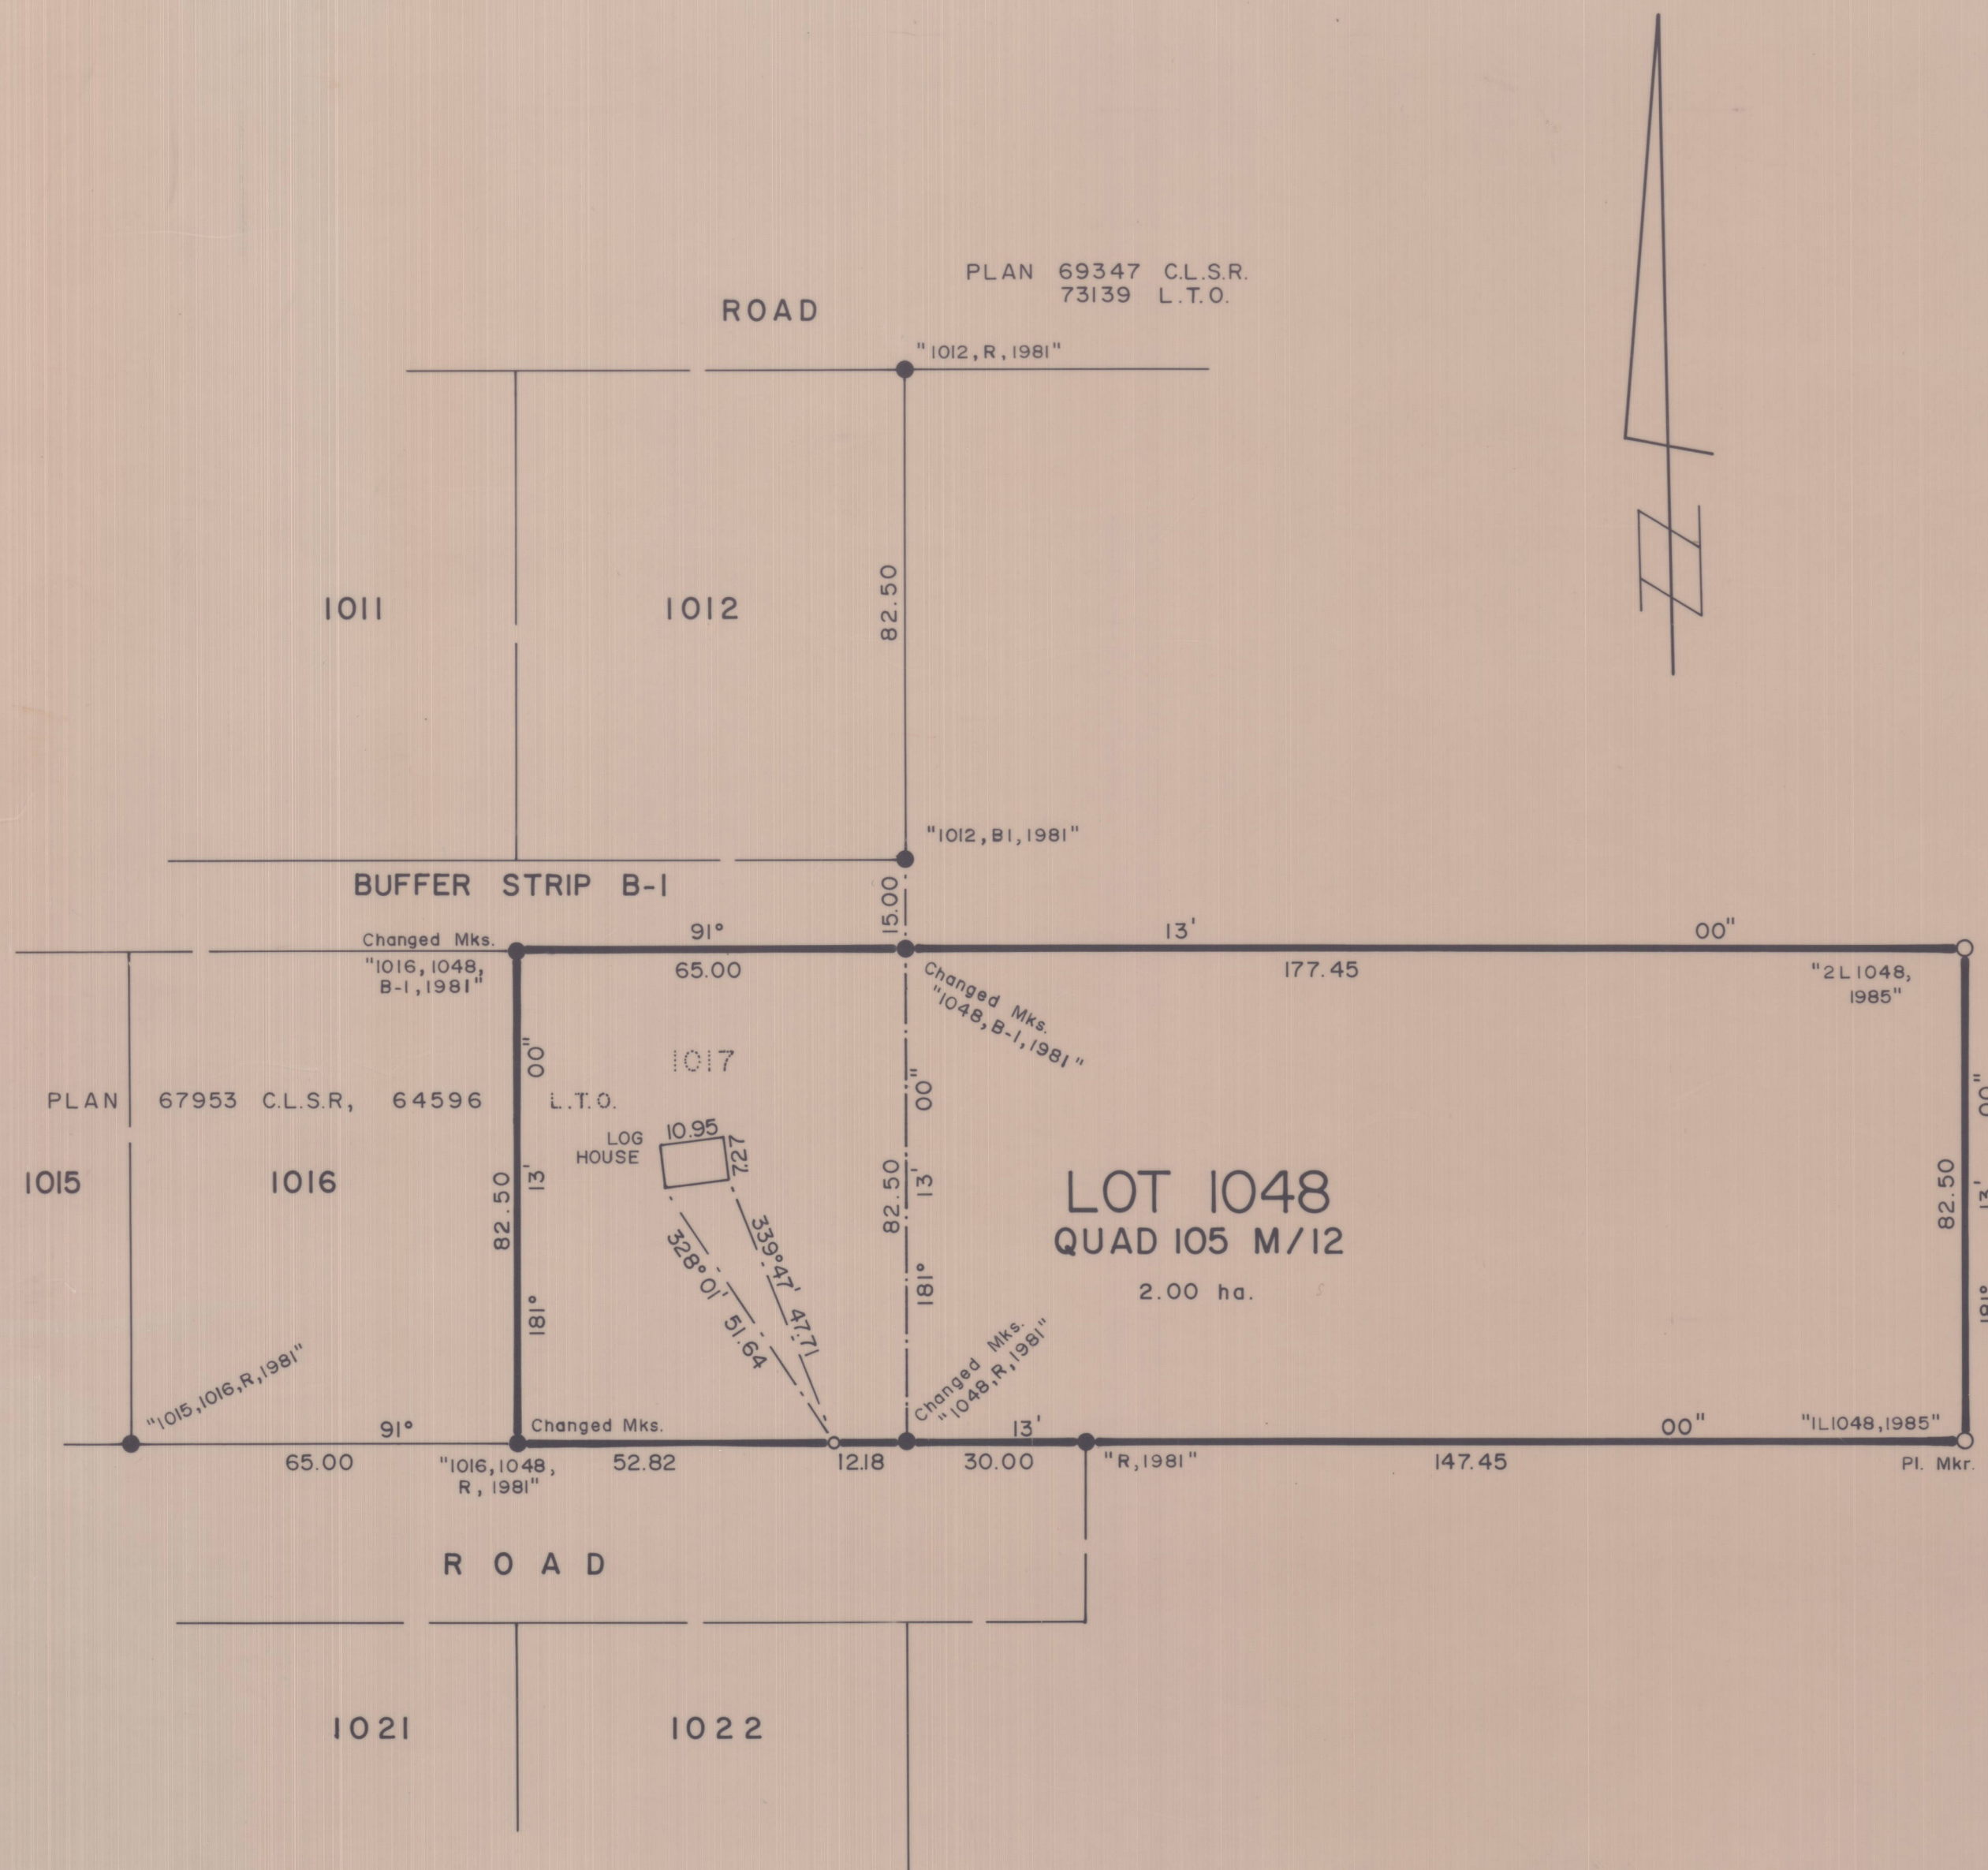 PLAN 69347 C.L.S.R.
73139 L.T.O.
ROAD
"1012, R, 1981"
82.50
1011
1012
"1012, B1, 1981"
BUFFER STRIP B-1
15.00
Changed Mks.
91°
13'
00"
"1016, 1048,
B-1, 1981"
65.00
177.45
Changed Mks.
"1048, B-1, 1981"
"2L1048,
1985"
00"
1017
00"
00"
PLAN 67953 C.L.S.R, 64596 L.T.O.
LOG
HOUSE
10.95
7.27
1015
1016
82.50
13'
82.50
13'
LOT 1048
QUAD 105 M/12
2.00 ha.
82.50
13'
181°
328° 01' 51.64
339° 47' 47.71
181°
181°
"1015, 1016, R, 1981"
Changed Mks.
"1048, R, 1981"
91°
Changed Mks.
13'
00"
"1L1048, 1985"
65.00
"1016, 1048,
R, 1981"
52.82
12.18
30.00
"R, 1981"
147.45
Pl. Mkr.
ROAD
1021
1022